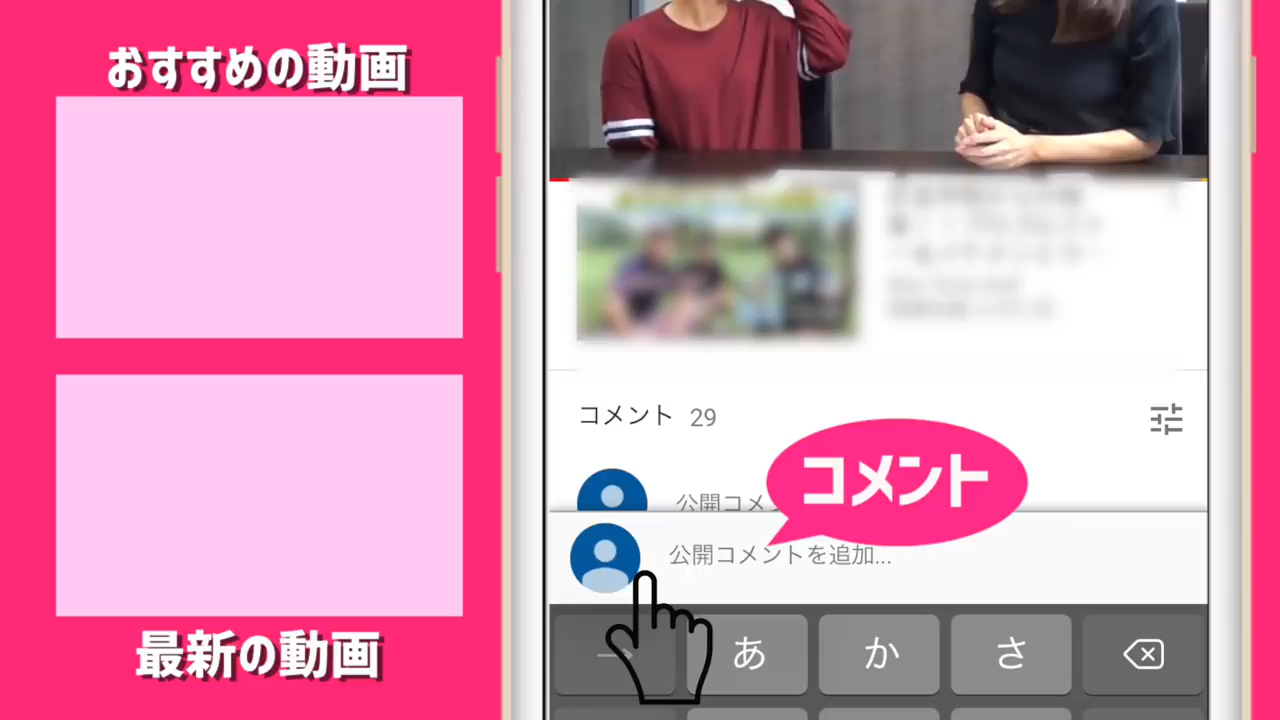 おすすめの動画
最新の動画
コメント 29
コメント
公開コメ
公開コメントを追加...
あ
か
さ